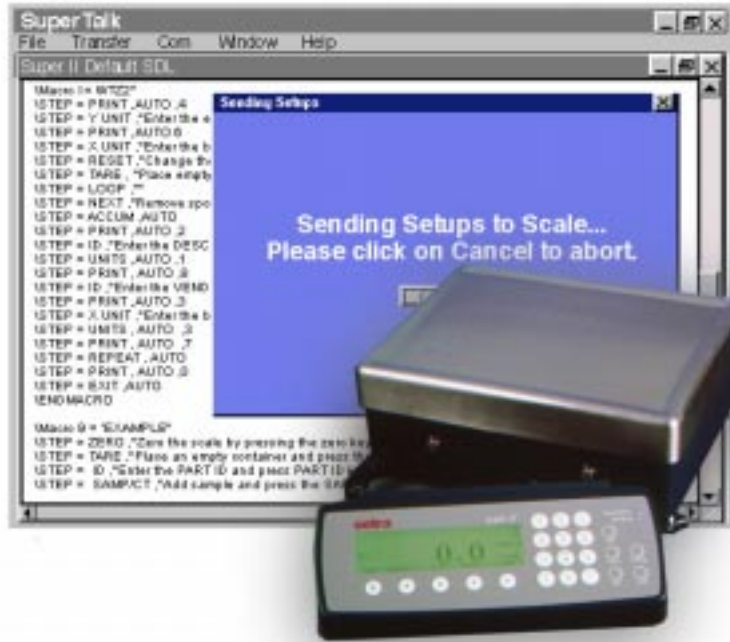 SuperTalk
File Transfer Com Window Help
Super II Default SDL
\STEP = PRINT ,AUTO ,4
\STEP = Y UNIT ,"Enter the
\STEP = PRINT ,AUTO
\STEP = X UNIT ,"Enter the b
\STEP = RESET ,"Change the
\STEP = TARE , "Place empty
\STEP = LOOP ,""
\STEP = NEXT ,"Remove spo
\STEP = ACCUM ,AUTO
\STEP = PRINT ,AUTO ,2
\STEP = ID ,"Enter the DESC
\STEP = UNITS ,AUTO ,1
\STEP = PRINT ,AUTO ,8
\STEP = ID ,"Enter the VEND
\STEP = PRINT ,AUTO ,3
\STEP = X UNIT ,"Enter the b
\STEP = UNITS , AUTO ,3
\STEP = PRINT , AUTO ,7
\STEP = REPEAT , AUTO
\STEP = PRINT , AUTO ,9
\STEP = EXIT ,AUTO
\ENDMACRO
\Macro 9 = "EXAMPLE"
\STEP = ZERO ,"Zero the scale by pressing the zero key
\STEP = TARE , "Place an empty container and press the
\STEP = ID ,"Enter the PART ID and press PART ID
\STEP = SAMP/CT ,"Add sample and press the
Sending Setups
Sending Setups to Scale...
Please click on Cancel to abort.
setra
0.0